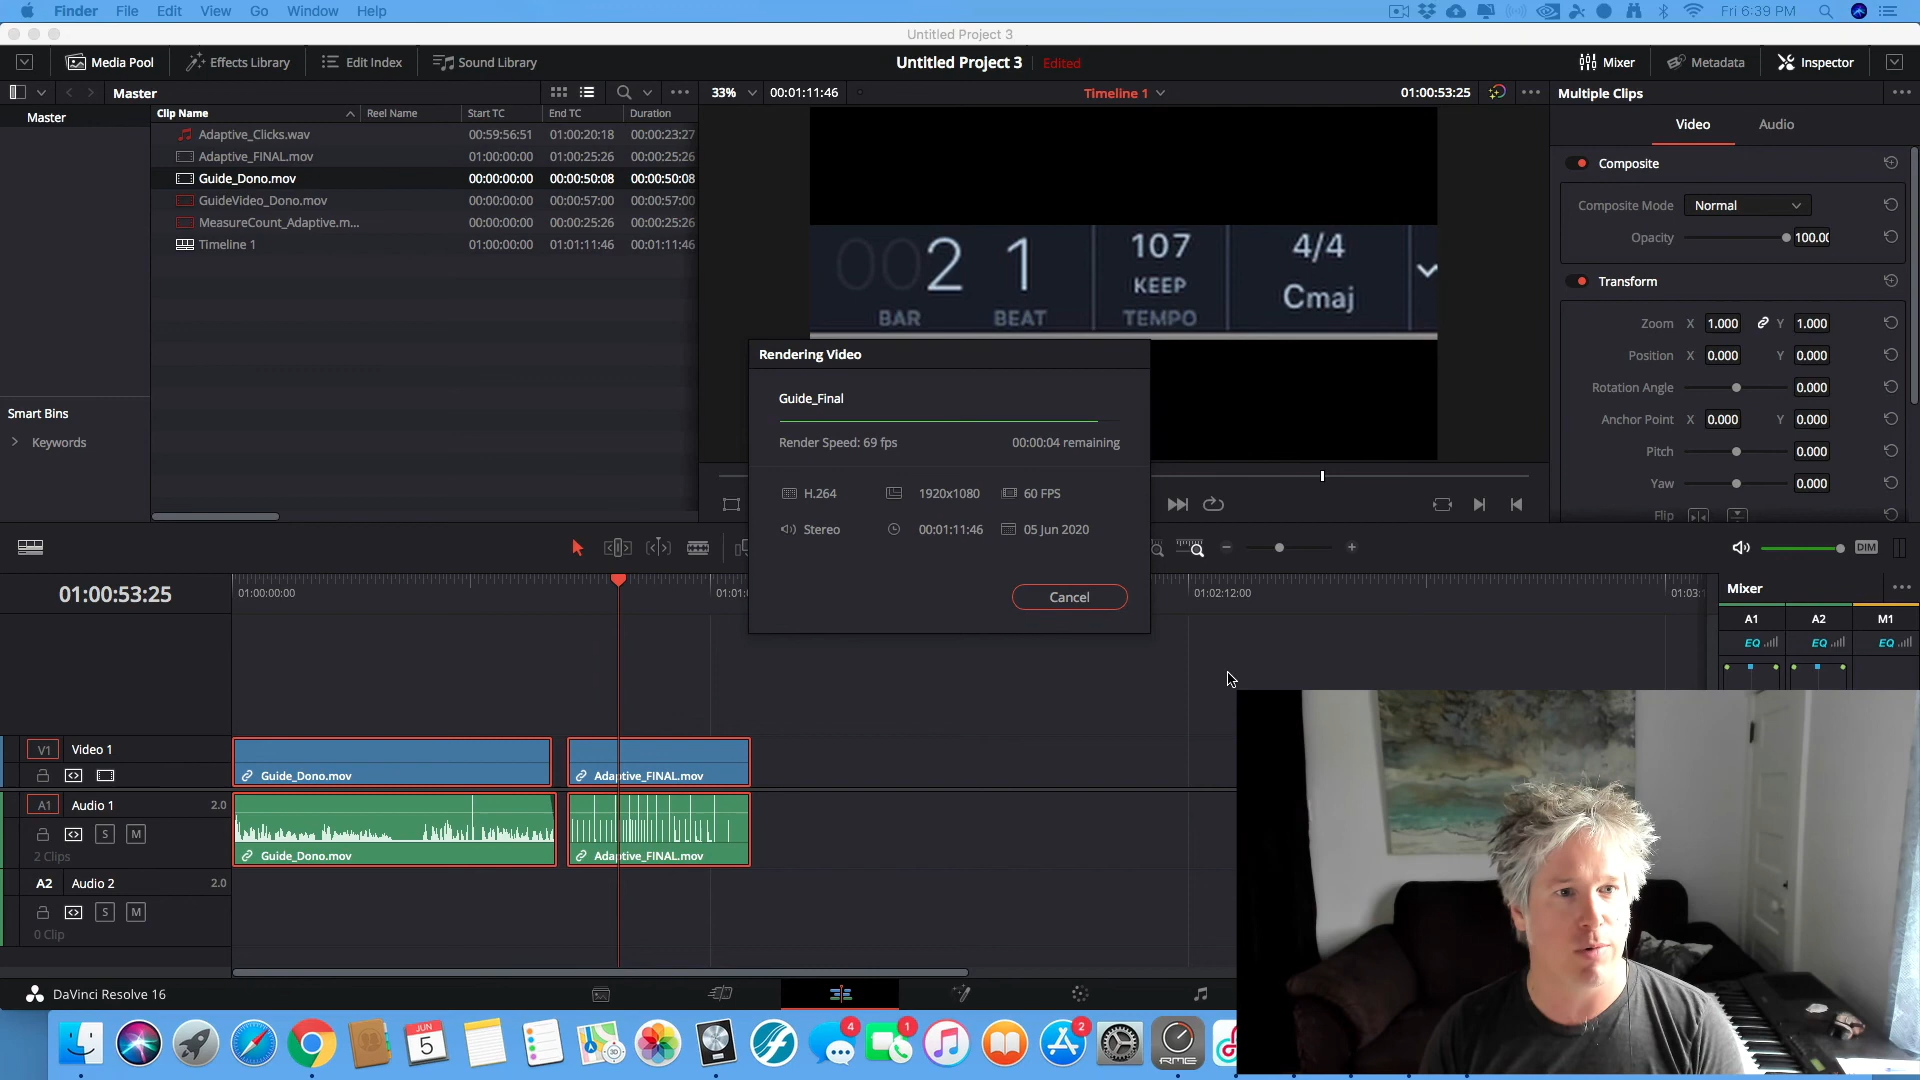 Finder File Edit View Go Window Help
Fri 6:39 PM
Untitled Project 3
Media Pool Effects Library Edit Index Sound Library
Untitled Project 3 Edited
Mixer Metadata Inspector
Master
33% 00:01:11:46
Timeline 1
01:00:53:25
Multiple Clips
Master
Clip Name Reel Name Start TC End TC Duration
Adaptive_Clicks.wav 00:59:56:51 01:00:20:18 00:00:23:27
Adaptive_FINAL.mov 01:00:00:00 01:00:25:26 00:00:25:26
Guide_Dono.mov 00:00:00:00 00:00:50:08 00:00:50:08
GuideVideo_Dono.mov 00:00:00:00 00:00:57:00 00:00:57:00
MeasureCount_Adaptive.m... 00:00:00:00 00:00:25:26 00:00:25:26
Timeline 1 01:00:00:00 01:01:11:46 00:01:11:46
Smart Bins
Keywords
002 1 107 4/4
KEEP Cmaj
BAR BEAT TEMPO
Video Audio
Composite
Composite Mode Normal
Opacity 100.00
Transform
Zoom X 1.000 Y 1.000
Position X 0.000 Y 0.000
Rotation Angle 0.000
Anchor Point X 0.000 Y 0.000
Pitch 0.000
Yaw 0.000
Flip
Rendering Video
Guide_Final
Render Speed: 69 fps 00:00:04 remaining
H.264 1920x1080 60 FPS
Stereo 00:01:11:46 05 Jun 2020
Cancel
DIM
01:00:53:25
01:00:00:00
01:01:0
01:02:12:00
01:03:1
Mixer
A1 A2 M1
EQ EQ EQ
V1 Video 1
Guide_Dono.mov
Adaptive_FINAL.mov
A1 Audio 1 2.0
S M
2 Clips
Guide_Dono.mov
Adaptive_FINAL.mov
A2 Audio 2 2.0
S M
0 Clip
DaVinci Resolve 16
JUN
5
3D
4
1
2
RME